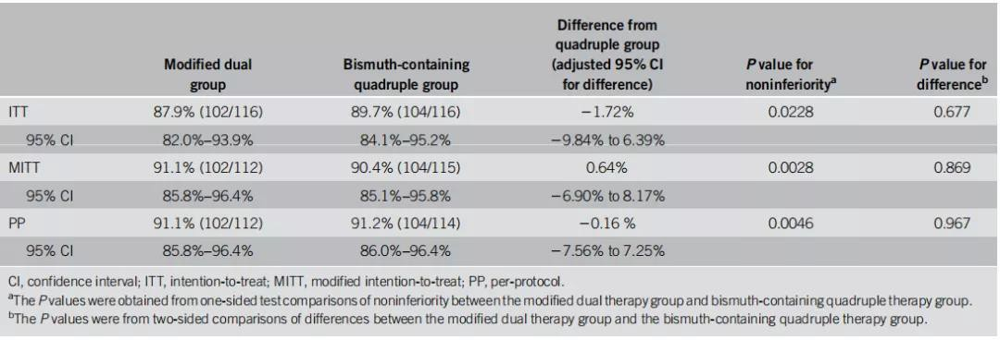 Modified dual group Bismuth-containing quadruple group Difference from quadruple group (adjusted 95% CI for difference) P value for noninferiorityᵃ P value for differenceᵇ
ITT 87.9% (102/116) 89.7% (104/116) −1.72% 0.0228 0.677
95% CI 82.0%–93.9% 84.1%–95.2% −9.84% to 6.39%
MITT 91.1% (102/112) 90.4% (104/115) 0.64% 0.0028 0.869
95% CI 85.8%–96.4% 85.1%–95.8% −6.90% to 8.17%
PP 91.1% (102/112) 91.2% (104/114) −0.16 % 0.0046 0.967
95% CI 85.8%–96.4% 86.0%–96.4% −7.56% to 7.25%
CI, confidence interval; ITT, intention-to-treat; MITT, modified intention-to-treat; PP, per-protocol.
ᵃThe P values were obtained from one-sided test comparisons of noninferiority between the modified dual therapy group and bismuth-containing quadruple therapy group.
ᵇThe P values were from two-sided comparisons of differences between the modified dual therapy group and the bismuth-containing quadruple therapy group.